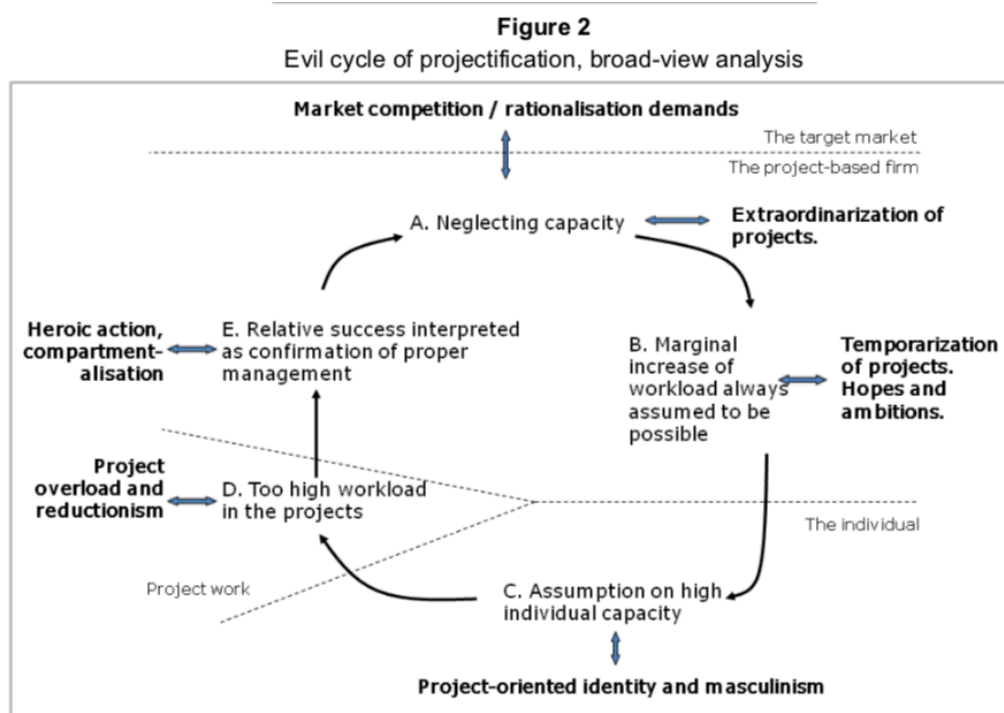 Figure 2
Evil cycle of projectification, broad-view analysis
Market competition / rationalisation demands
The target market
The project-based firm
A. Neglecting capacity
Extraordinarization of
projects.
Heroic action,
compartment-
alisation
E. Relative success interpreted
as confirmation of proper
management
B. Marginal
increase of
workload always
assumed to be
possible
Temporarization
of projects.
Hopes and
ambitions.
Project
overload and
reductionism
D. Too high workload
in the projects
The individual
Project work
C. Assumption on high
individual capacity
Project-oriented identity and masculinism